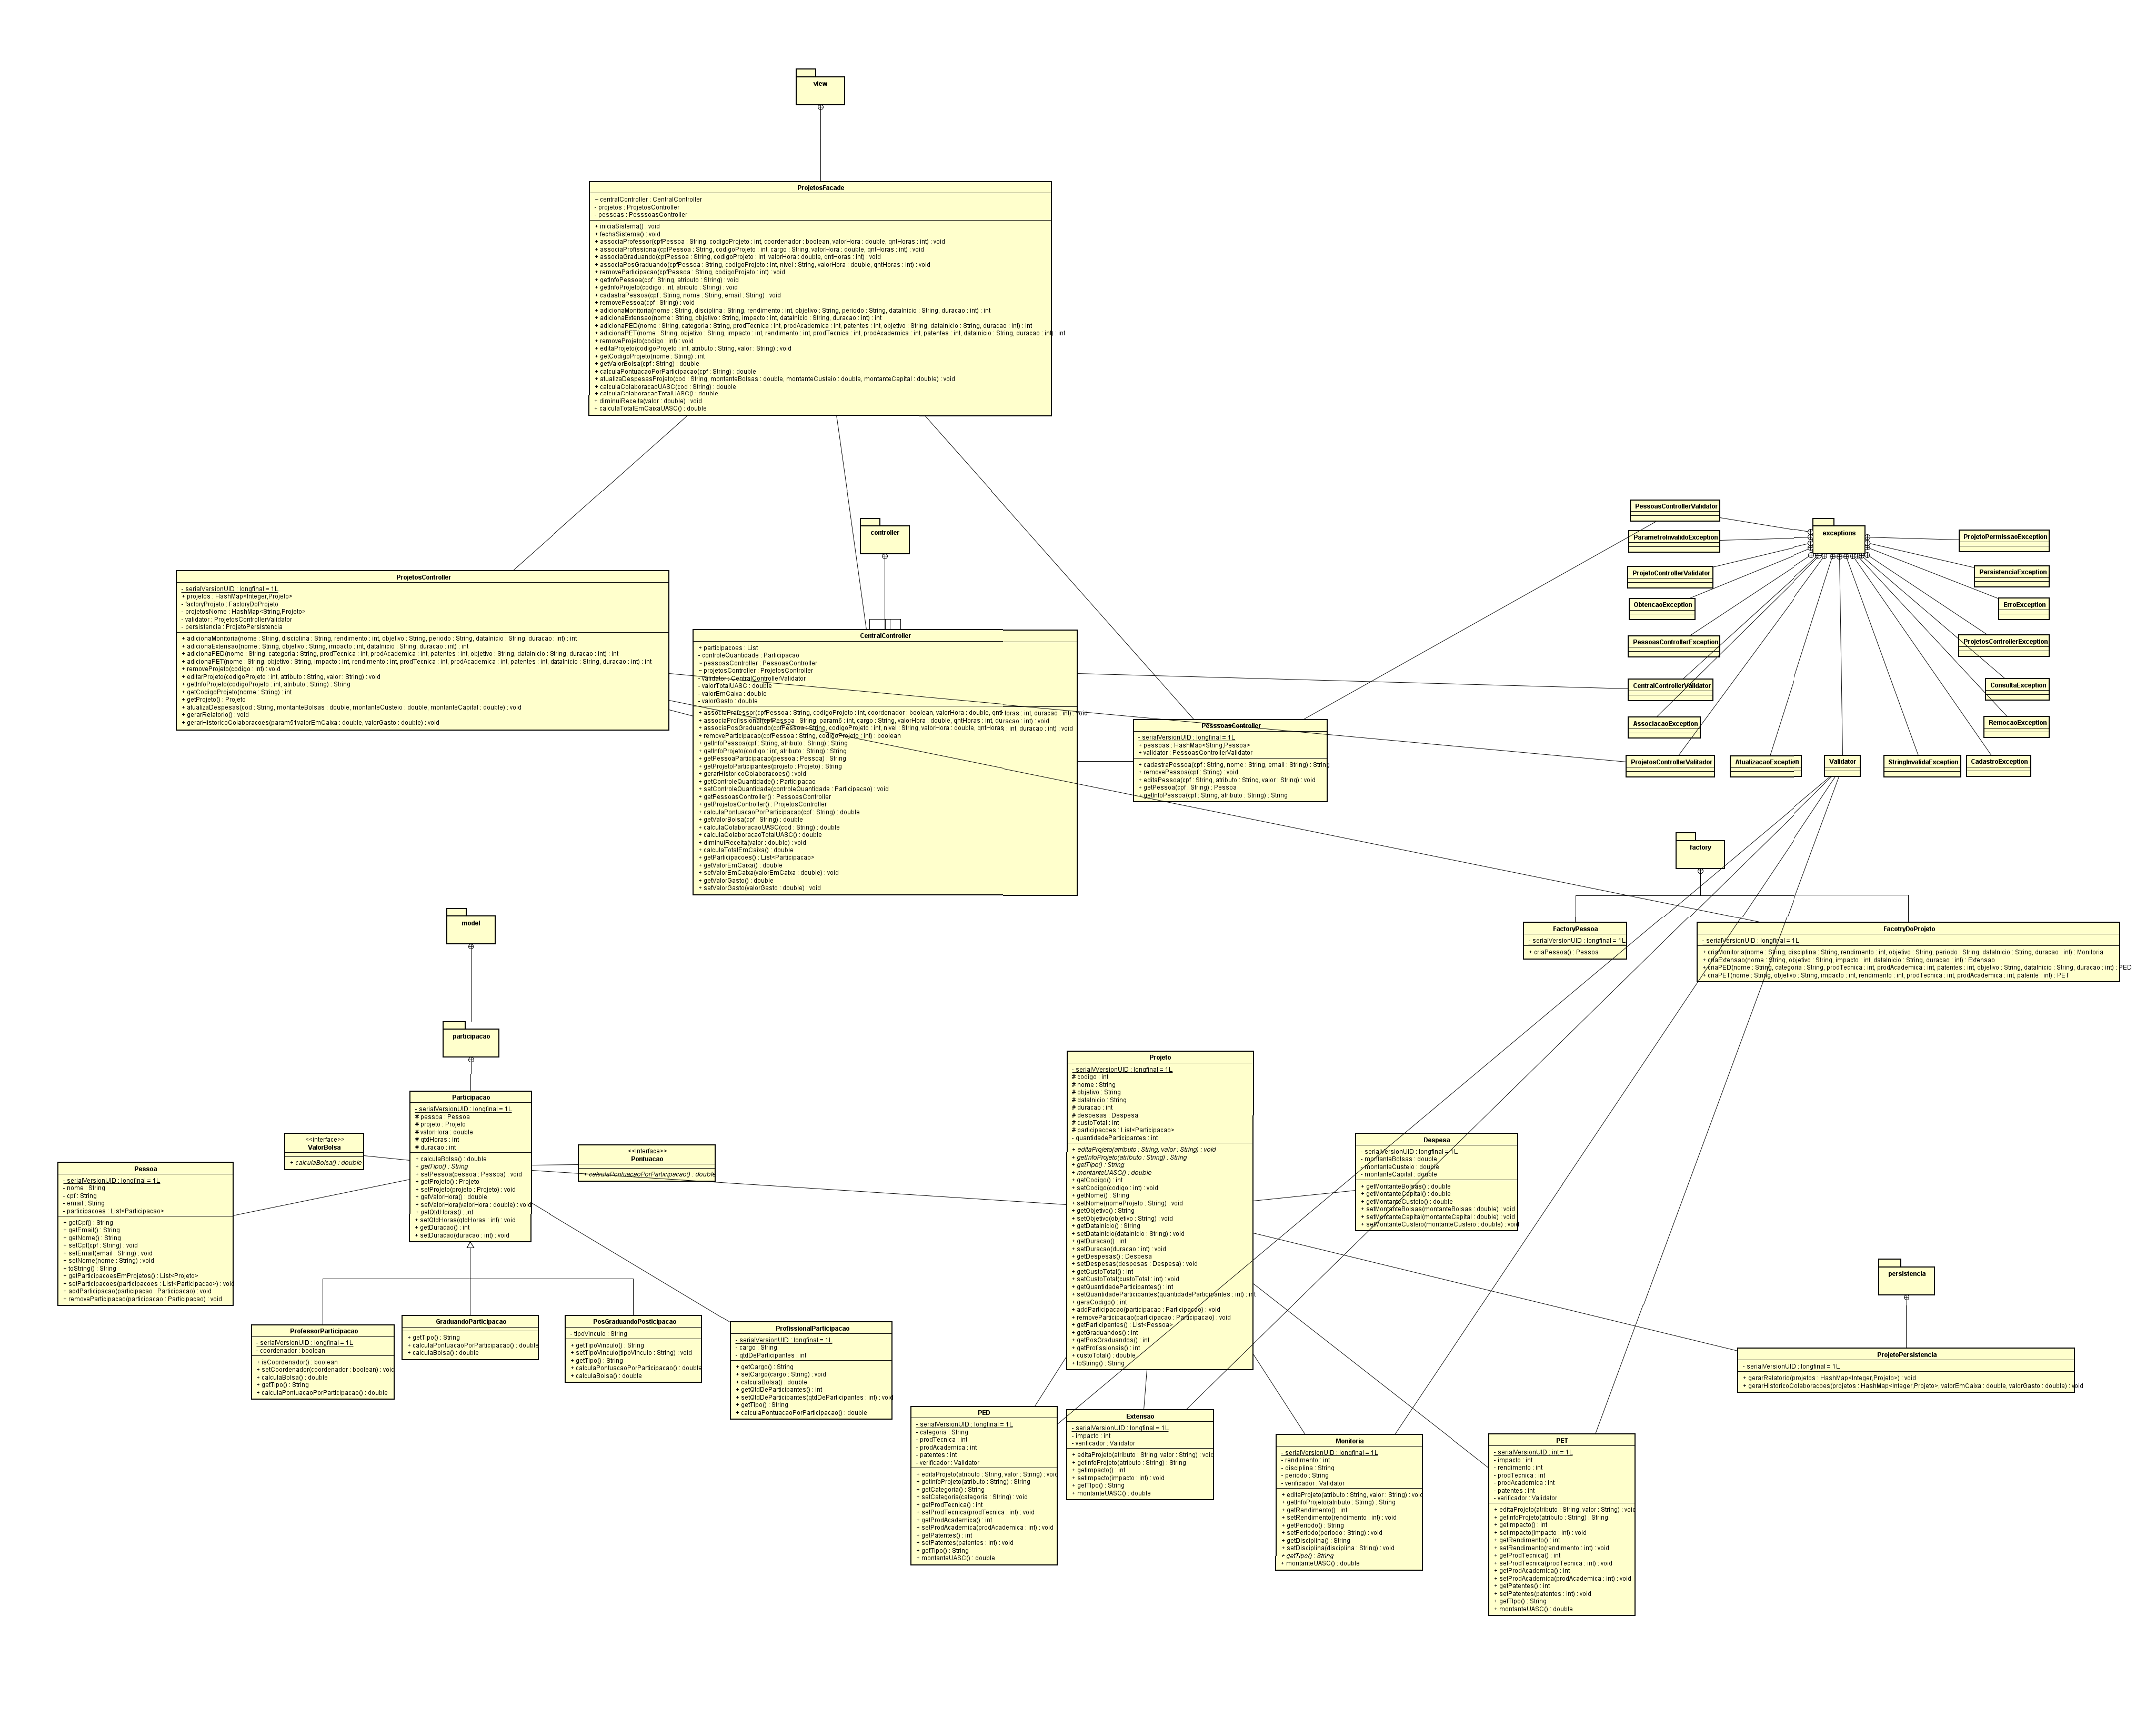 view
ProjetosFacade
~ centralController : CentralController
- projetos : ProjetosController
- pessoas : PesssoasController
+ iniciaSistema() : void
+ fechaSistema() : void
+ associaProfessor(cpfPessoa : String, codigoProjeto : int, coordenador : boolean, valorHora : double, qntHoras : int) : void
+ associaProfissional(cpfPessoa : String, codigoProjeto : int, cargo : String, valorHora : double, qntHoras : int) : void
+ associaGraduando(cpfPessoa : String, codigoProjeto : int, valorHora : double, qntHoras : int) : void
+ associaPosGraduando(cpfPessoa : String, codigoProjeto : int, nivel : String, valorHora : double, qntHoras : int) : void
+ removeParticipacao(cpfPessoa : String, codigoProjeto : int) : void
+ getInfoPessoa(cpf : String, atributo : String) : void
+ getInfoProjeto(codigo : int, atributo : String) : void
+ cadastraPessoa(cpf : String, nome : String, email : String) : void
+ removePessoa(cpf : String) : void
+ adicionaMonitoria(nome : String, disciplina : String, rendimento : int, objetivo : String, periodo : String, dataInicio : String, duracao : int) : int
+ adicionaExtensao(nome : String, objetivo : String, impacto : int, dataInicio : String, duracao : int) : int
+ adicionaPED(nome : String, categoria : String, prodTecnica : int, prodAcademica : int, patentes : int, objetivo : String, dataInicio : String, duracao : int) : int
+ adicionaPET(nome : String, objetivo : String, impacto : int, rendimento : int, prodTecnica : int, prodAcademica : int, patentes : int, dataInicio : String, duracao : int) : int
+ removeProjeto(codigo : int) : void
+ editaProjeto(codigoProjeto : int, atributo : String, valor : String) : void
+ getCodigoProjeto(nome : String) : int
+ getValorBolsa(cpf : String) : double
+ calculaPontuacaoPorParticipacao(cpf : String) : double
+ atualizaDespesasProjeto(cod : String, montanteBolsas : double, montanteCusteio : double, montanteCapital : double) : void
+ calculaColaboracaoUASC(cod : String) : double
+ calculaColaboracaoTotalUASC() : double
+ diminuiReceita(valor : double) : void
+ calculaTotalEmCaixaUASC() : double
controller
ProjetosController
- serialVersionUID : longfinal = 1L
+ projetos : HashMap<Integer,Projeto>
- factoryProjeto : FactoryDoProjeto
- projetosNome : HashMap<String,Projeto>
- validator : ProjetosControllerValidator
- persistencia : ProjetoPersistencia
+ adicionaMonitoria(nome : String, disciplina : String, rendimento : int, objetivo : String, periodo : String, dataInicio : String, duracao : int) : int
+ adicionaExtensao(nome : String, objetivo : String, impacto : int, dataInicio : String, duracao : int) : int
+ adicionaPED(nome : String, categoria : String, prodTecnica : int, prodAcademica : int, patentes : int, objetivo : String, dataInicio : String, duracao : int) : int
+ adicionaPET(nome : String, objetivo : String, impacto : int, rendimento : int, prodTecnica : int, prodAcademica : int, patentes : int, dataInicio : String, duracao : int) : int
+ removeProjeto(codigo : int) : void
+ editarProjeto(codigoProjeto : int, atributo : String, valor : String) : void
+ getInfoProjeto(codigoProjeto : int, atributo : String) : String
+ getCodigoProjeto(nome : String) : int
+ getProjeto() : Projeto
+ atualizaDespesas(cod : String, montanteBolsas : double, montanteCusteio : double, montanteCapital : double) : void
+ gerarRelatorio() : void
+ gerarHistoricoColaboracoes(param51valorEmCaixa : double, valorGasto : double) : void
CentralController
+ participacoes : List
- controleQuantidade : Participacao
~ pessoasController : PessoasController
~ projetosController : ProjetosController
- validator : CentralControllerValidator
- valorTotalUASC : double
- valorEmCaixa : double
- valorGasto : double
+ associaProfessor(cpfPessoa : String, codigoProjeto : int, coordenador : boolean, valorHora : double, qntHoras : int, duracao : int) : void
+ associaProfissional(cpfPessoa : String, param6 : int, cargo : String, valorHora : double, qntHoras : int, duracao : int) : void
+ associaPosGraduando(cpfPessoa : String, codigoProjeto : int, nivel : String, valorHora : double, qntHoras : int, duracao : int) : void
+ removeParticipacao(cpfPessoa : String, codigoProjeto : int) : boolean
+ getInfoPessoa(cpf : String, atributo : String) : String
+ getInfoProjeto(codigo : int, atributo : String) : String
+ getPessoaParticipacao(pessoa : Pessoa) : String
+ getProjetoParticipantes(projeto : Projeto) : String
+ gerarHistoricoColaboracoes() : void
+ getControleQuantidade() : Participacao
+ setControleQuantidade(controleQuantidade : Participacao) : void
+ getPessoasController() : PessoasController
+ getProjetosController() : ProjetosController
+ calculaPontuacaoPorParticipacao(cpf : String) : double
+ getValorBolsa(cpf : String) : double
+ calculaColaboracaoUASC(cod : String) : double
+ calculaColaboracaoTotalUASC() : double
+ diminuiReceita(valor : double) : void
+ calculaTotalEmCaixa() : double
+ getParticipacoes() : List<Participacao>
+ getValorEmCaixa() : double
+ setValorEmCaixa(valorEmCaixa : double) : void
+ getValorGasto() : double
+ setValorGasto(valorGasto : double) : void
PesssoasController
- serialVersionUID : longfinal = 1L
+ pessoas : HashMap<String,Pessoa>
+ validator : PessoasControllerValidator
+ cadastraPessoa(cpf : String, nome : String, email : String) : String
+ removePessoa(cpf : String) : void
+ editaPessoa(cpf : String, atributo : String, valor : String) : void
+ getPessoa(cpf : String) : Pessoa
+ getInfoPessoa(cpf : String, atributo : String) : String
exceptions
PessoasControllerValidator
ParametroInvalidoException
ProjetoControllerValidator
ObtencaoException
PessoasControllerException
CentralControllerValidator
AssociacaoException
ProjetosControllerValitador
AtualizacaoException
Validator
StringInvalidaException
CadastroException
ProjetoPermissaoException
PersistenciaException
ErroException
ProjetosControllerException
ConsultaException
RemocaoException
factory
FactoryPessoa
- serialVersionUID : longfinal = 1L
+ criaPessoa() : Pessoa
FacotryDoProjeto
- serialVersionUID : longfinal = 1L
+ criaMonitoria(nome : String, disciplina : String, rendimento : int, objetivo : String, periodo : String, dataInicio : String, duracao : int) : Monitoria
+ criaExtensao(nome : String, objetivo : String, impacto : int, dataInicio : String, duracao : int) : Extensao
+ criaPED(nome : String, categoria : String, prodTecnica : int, prodAcademica : int, patentes : int, objetivo : String, dataInicio : String, duracao : int) : PED
+ criaPET(nome : String, objetivo : String, impacto : int, rendimento : int, prodTecnica : int, prodAcademica : int, patente : int) : PET
model
participacao
Participacao
- serialVersionUID : longfinal = 1L
# pessoa : Pessoa
# projeto : Projeto
# valorHora : double
# qtdHoras : int
# duracao : int
+ calculaBolsa() : double
+ getTipo() : String
+ setPessoa(pessoa : Pessoa) : void
+ getProjeto() : Projeto
+ setProjeto(projeto : Projeto) : void
+ getValorHora() : double
+ setValorHora(valorHora : double) : void
+ getQtdHoras() : int
+ setQtdHoras(qtdHoras : int) : void
+ getDuracao() : int
+ setDuracao(duracao : int) : void
<<interface>>
ValorBolsa
+ calculaBolsa() : double
<<Interface>>
Pontuacao
+ calculaPontuacaoPorParticipacao() : double
Pessoa
- serialVersionUID : longfinal = 1L
- nome : String
- cpf : String
- email : String
- participacoes : List<Participacao>
+ getCpf() : String
+ getEmail() : String
+ getNome() : String
+ setCpf(cpf : String) : void
+ setEmail(email : String) : void
+ setNome(nome : String) : void
+ toString() : String
+ getParticipacoesEmProjetos() : List<Projeto>
+ setParticipacoes(participacoes : List<Participacao>) : void
+ addParticipacao(participacao : Participacao) : void
+ removeParticipacao(participacao : Participacao) : void
ProfessorParticipacao
- serialVersionUID : longfinal = 1L
- coordenador : boolean
+ isCoordenador() : boolean
+ setCoordenador(coordenador : boolean) : void
+ calculaBolsa() : double
+ getTipo() : String
+ calculaPontuacaoPorParticipacao() : double
GraduandoParticipacao
+ getTipo() : String
+ calculaPontuacaoPorParticipacao() : double
+ calculaBolsa() : double
PosGraduandoPosticipacao
- tipoVinculo : String
+ getTipoVinculo() : String
+ setTipoVinculo(tipoVinculo : String) : void
+ getTipo() : String
+ calculaPontuacaoPorParticipacao() : double
+ calculaBolsa() : double
ProfissionalParticipacao
- serialVersionUID : longfinal = 1L
- cargo : String
- qtdDeParticipantes : int
+ getCargo() : String
+ setCargo(cargo : String) : void
+ calculaBolsa() : double
+ getQtdDeParticipantes() : int
+ setQtdDeParticipantes(qtdDeParticipantes : int) : void
+ getTipo() : String
+ calculaPontuacaoPorParticipacao() : double
Projeto
- serialVVersionUID : longfinal = 1L
# codigo : int
# nome : String
# objetivo : String
# dataInicio : String
# duracao : int
# despesas : Despesa
# custoTotal : int
# participacoes : List<Participacao>
- quantidadeParticipantes : int
+ editaProjeto(atributo : String, valor : String) : void
+ getInfoProjeto(atributo : String) : String
+ getTipo() : String
+ montanteUASC() : double
+ getCodigo() : int
+ setCodigo(codigo : int) : void
+ getNome() : String
+ setNome(nomeProjeto : String) : void
+ getObjetivo() : String
+ setObjetivo(objetivo : String) : void
+ getDataInicio() : String
+ setDataInicio(dataInicio : String) : void
+ getDuracao() : int
+ setDuracao(duracao : int) : void
+ getDespesas() : Despesa
+ setDespesas(despesas : Despesa) : void
+ getCustoTotal() : int
+ setCustoTotal(custoTotal : int) : void
+ getQuantidadeParticipantes() : int
+ setQuantidadeParticipantes(quantidadeParticipantes : int) : int
+ geraCodigo() : int
+ addParticipacao(participacao : Participacao) : void
+ removeParticipacao(participacao : Participacao) : void
+ getParticipantes() : List<Pessoa>
+ getGraduandos() : int
+ getPosGraduandos() : int
+ getProfissionais() : int
+ custoTotal() : double
+ toString() : String
Despesa
- serialVersionUID : longfinal = 1L
- montanteBolsas : double
- montanteCusteio : double
- montanteCapital : double
+ getMontanteBolsas() : double
+ getMontanteCapital() : double
+ getMontanteCusteio() : double
+ setMontanteBolsas(montanteBolsas : double) : void
+ setMontanteCapital(montanteCapital : double) : void
+ setMontanteCusteio(montanteCusteio : double) : void
persistencia
ProjetoPersistencia
- serialVersionUID : longfinal = 1L
+ gerarRelatorio(projetos : HashMap<Integer,Projeto>) : void
+ gerarHistoricoColaboracoes(projetos : HashMap<Integer,Projeto>, valorEmCaixa : double, valorGasto : double) : void
PED
- serialVersionUID : longfinal = 1L
- categoria : String
- prodTecnica : int
- prodAcademica : int
- patentes : int
- verificador : Validator
+ editaProjeto(atributo : String, valor : String) : void
+ getInfoProjeto(atributo : String) : String
+ getCategoria() : String
+ setCategoria(categoria : String) : void
+ getProdTecnica() : int
+ setProdTecnica(prodTecnica : int) : void
+ getProdAcademica() : int
+ setProdAcademica(prodAcademica : int) : void
+ getPatentes() : int
+ setPatentes(patentes : int) : void
+ getTipo() : String
+ montanteUASC() : double
Extensao
- serialVersionUID : longfinal = 1L
- impacto : int
- verificador : Validator
+ editaProjeto(atributo : String, valor : String) : void
+ getInfoProjeto(atributo : String) : String
+ getImpacto() : int
+ setImpacto(impacto : int) : void
+ getTipo() : String
+ montanteUASC() : double
Monitoria
- serialVersionUID : longfinal = 1L
- rendimento : int
- disciplina : String
- periodo : String
- verificador : Validator
+ editaProjeto(atributo : String, valor : String) : void
+ getInfoProjeto(atributo : String) : String
+ getRendimento() : int
+ setRendimento(rendimento : int) : void
+ getPeriodo() : String
+ setPeriodo(periodo : String) : void
+ getDisciplina() : String
+ setDisciplina(disciplina : String) : void
+ getTipo() : String
+ montanteUASC() : double
PET
- serialVersionUID : int = 1L
- impacto : int
- rendimento : int
- prodTecnica : int
- prodAcademica : int
- patentes : int
- verificador : Validator
+ editaProjeto(atributo : String, valor : String) : void
+ getInfoProjeto(atributo : String) : String
+ getImpacto() : int
+ setImpacto(impacto : int) : void
+ getRendimento() : int
+ setRendimento(rendimento : int) : void
+ getProdTecnica() : int
+ setProdTecnica(prodTecnica : int) : void
+ getProdAcademica() : int
+ setProdAcademica(prodAcademica : int) : void
+ getPatentes() : int
+ setPatentes(patentes : int) : void
+ getTipo() : String
+ montanteUASC() : double